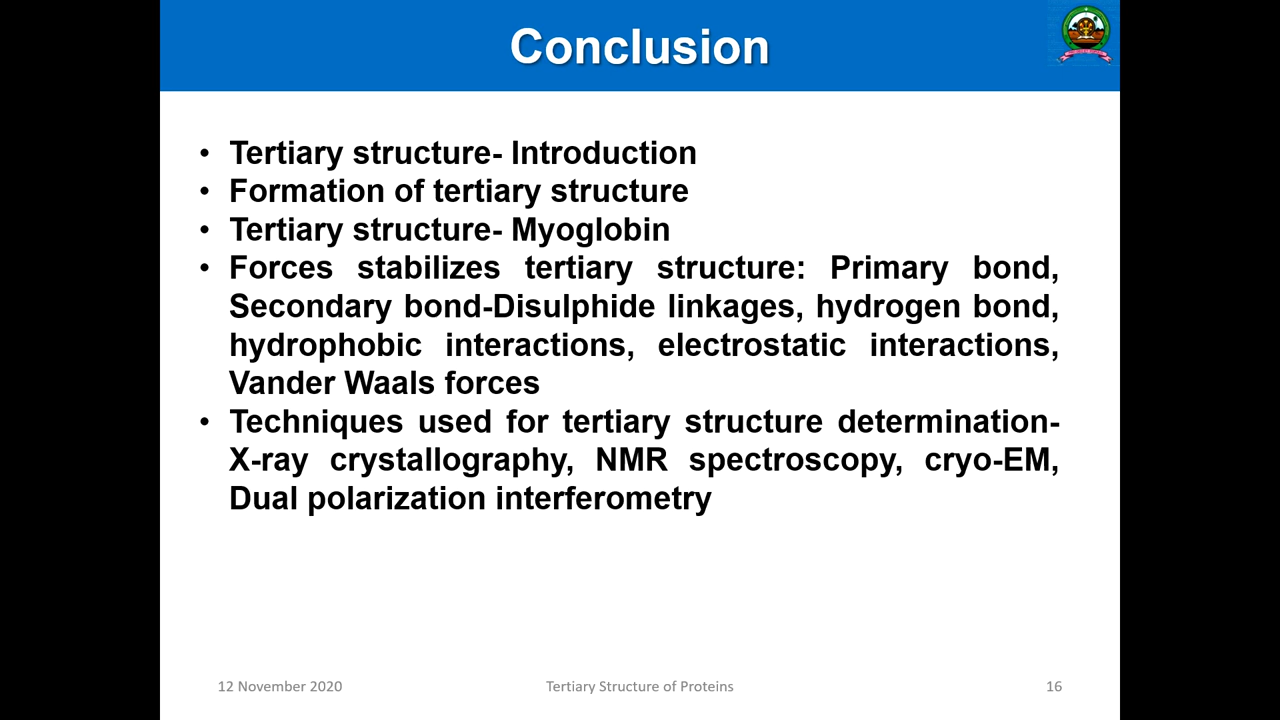 Conclusion
• Tertiary structure- Introduction
• Formation of tertiary structure
• Tertiary structure- Myoglobin
• Forces stabilizes tertiary structure: Primary bond,
Secondary bond-Disulphide linkages, hydrogen bond,
hydrophobic interactions, electrostatic interactions,
Vander Waals forces
• Techniques used for tertiary structure determination-
X-ray crystallography, NMR spectroscopy, cryo-EM,
Dual polarization interferometry
12 November 2020
Tertiary Structure of Proteins
16